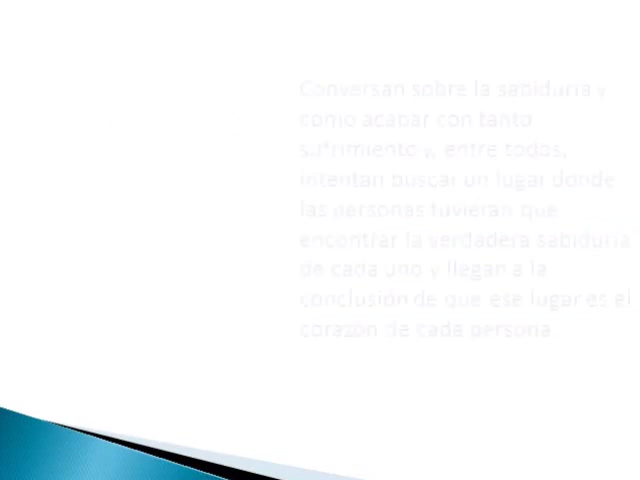 Conversan sobre la sabiduría y
como acabar con tanto
sufrimiento y, entre todos,
intentan buscar un lugar donde
las personas tuvieran que
encontrar la verdadera sabiduría
de cada uno y llegan a la
conclusión de que ese lugar es el
corazón de cada persona.